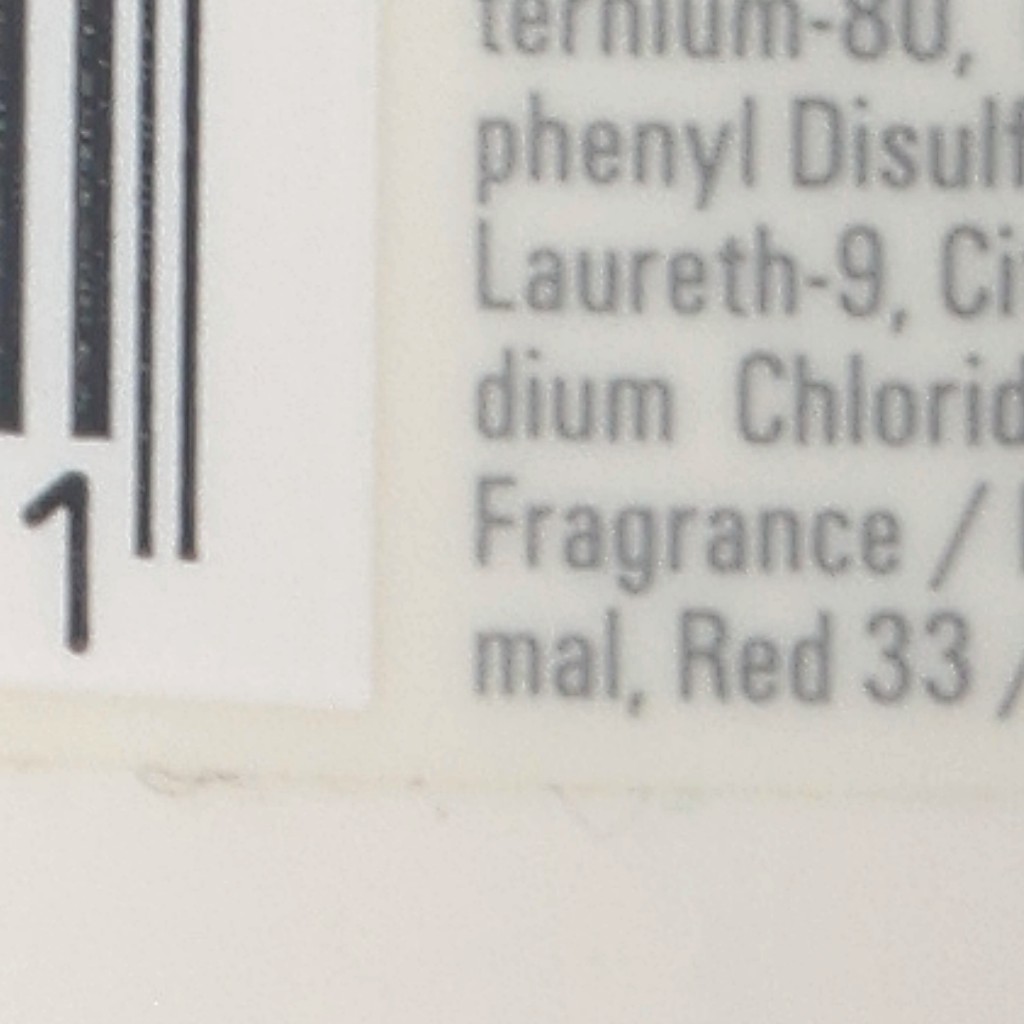 ternium-80,
phenyl Disulf
Laureth-9, Ci
dium Chlorid
Fragrance /
mal, Red 33 /
1